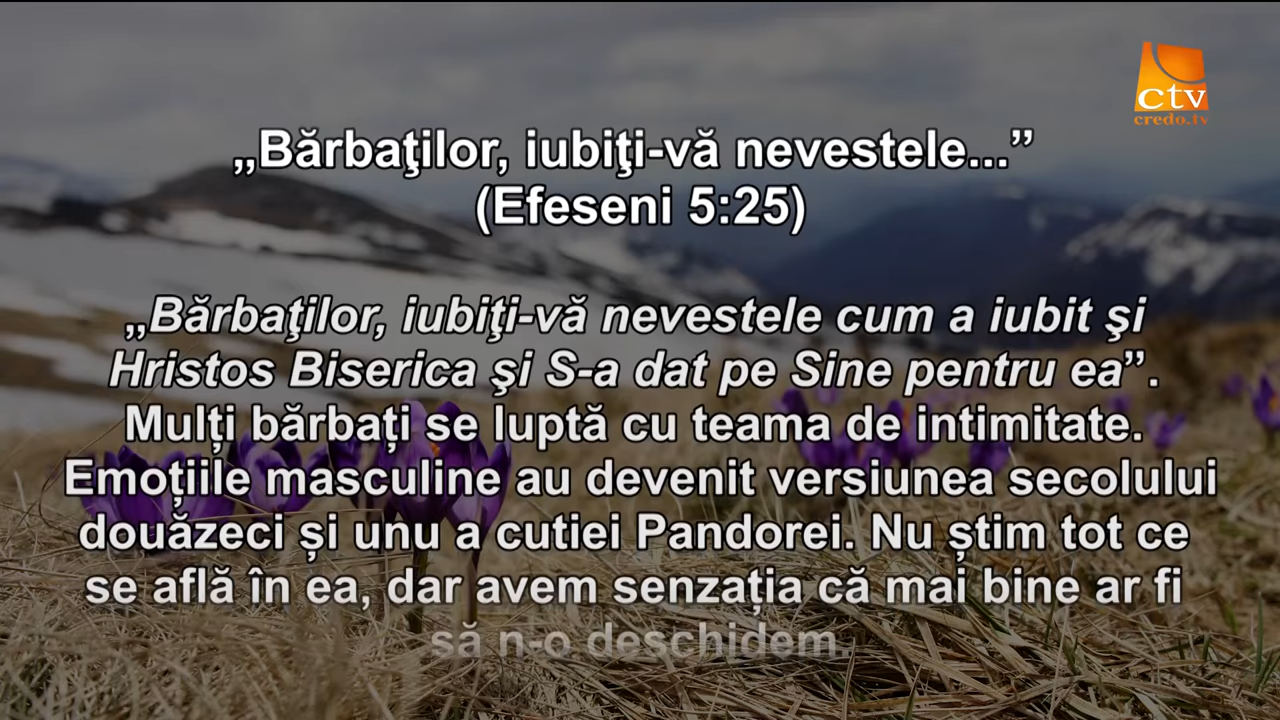 ctv
credo.tv
„Bărbaţilor, iubiţi-vă nevestele...”
(Efeseni 5:25)
„Bărbaţilor, iubiţi-vă nevestele cum a iubit şi
Hristos Biserica şi S-a dat pe Sine pentru ea”.
Mulți bărbați se luptă cu teama de intimitate.
Emoțiile masculine au devenit versiunea secolului
douăzeci și unu a cutiei Pandorei. Nu știm tot ce
se află în ea, dar avem senzația că mai bine ar fi
să n-o deschidem.